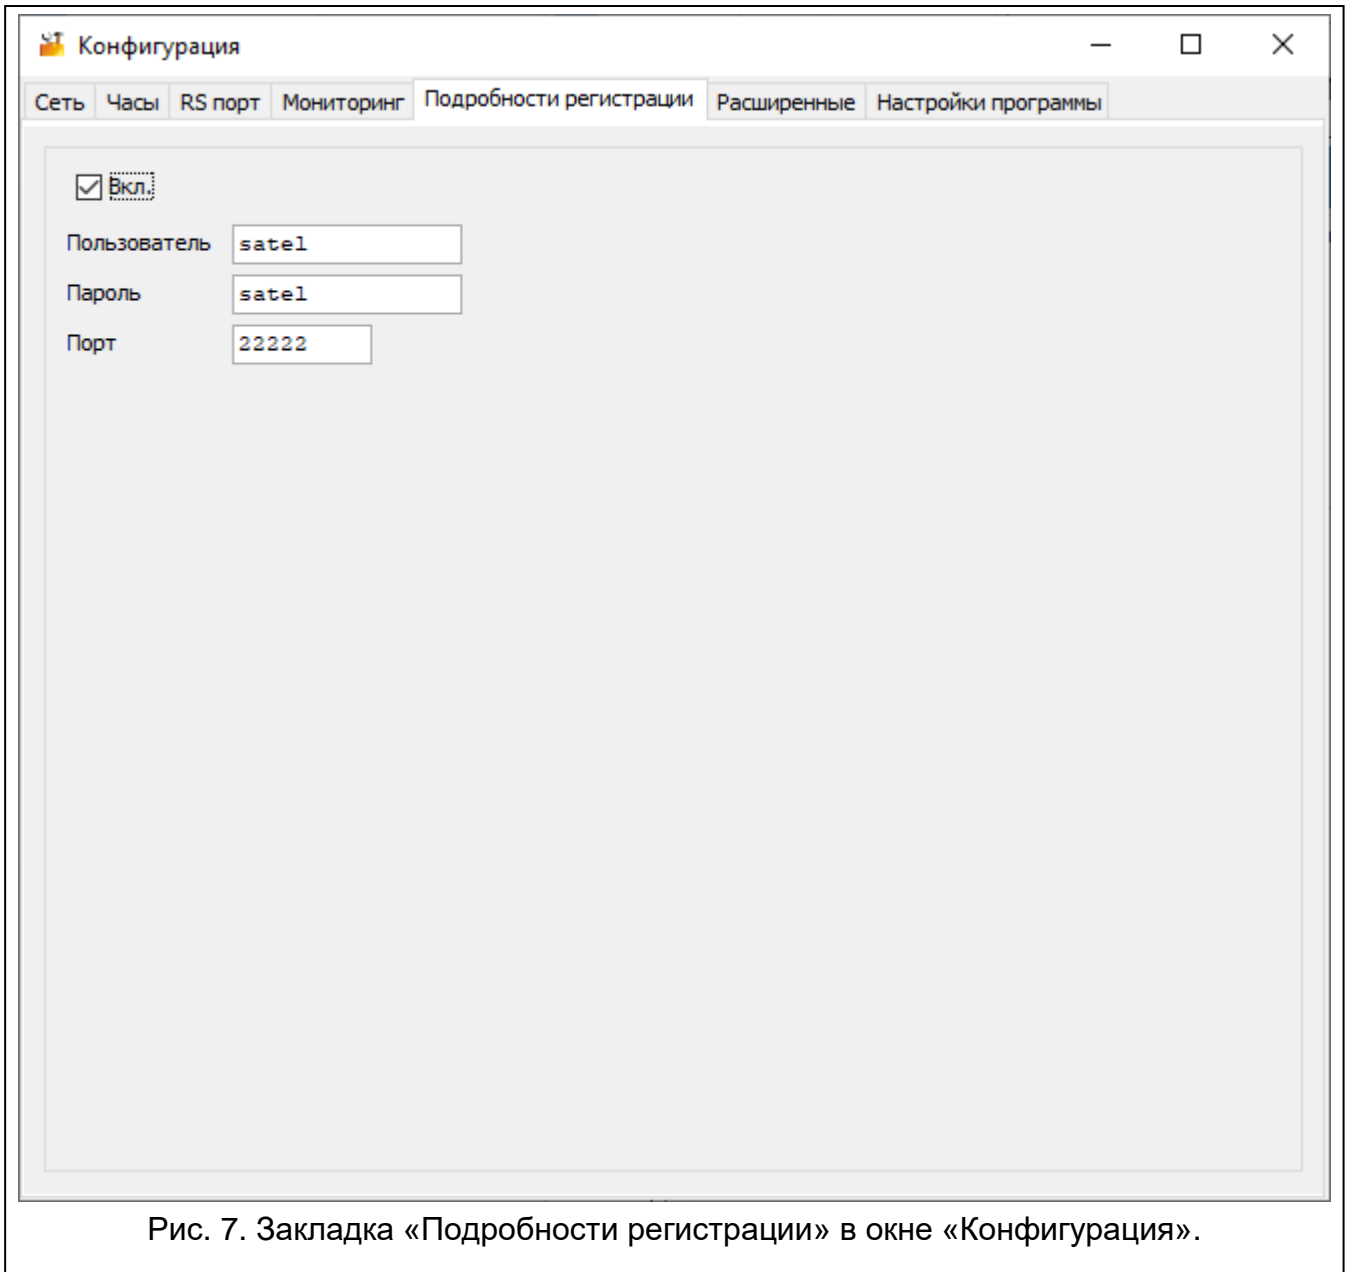 Конфигурация
Сеть Часы RS порт Мониторинг Подробности регистрации Расширенные Настройки программы
Вкл.
Пользователь satel
Пароль satel
Порт 22222
Рис. 7. Закладка «Подробности регистрации» в окне «Конфигурация».